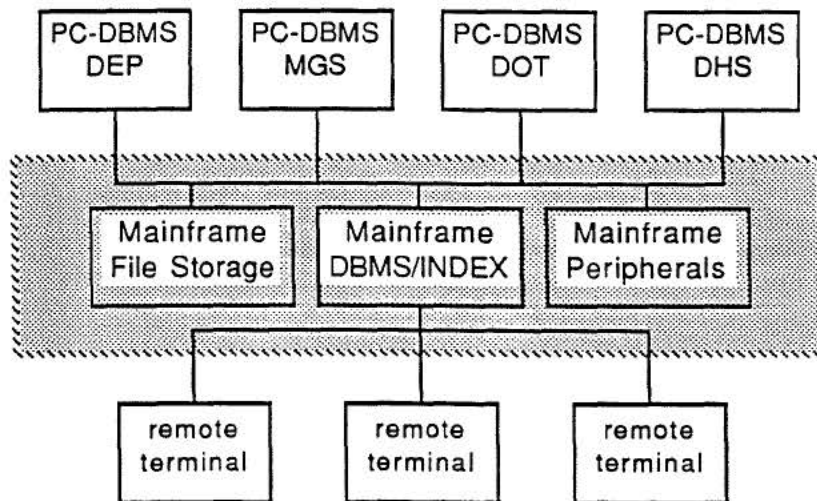 PC-DBMS
DEP
PC-DBMS
MGS
PC-DBMS
DOT
PC-DBMS
DHS
Mainframe
File Storage
Mainframe
DBMS/INDEX
Mainframe
Peripherals
remote
terminal
remote
terminal
remote
terminal